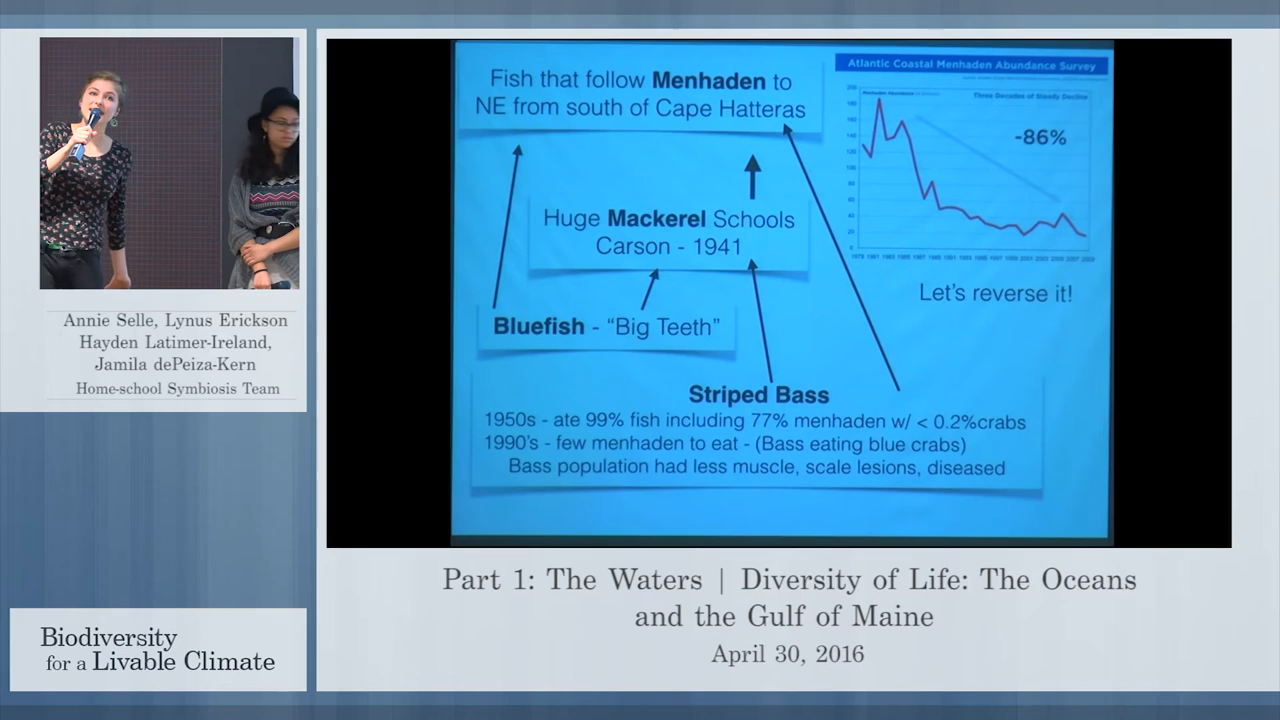 Annie Selle, Lynus Erickson
Hayden Latimer-Ireland,
Jamila dePeiza-Kern
Home-school Symbiosis Team
Biodiversity
for a Livable Climate
Fish that follow Menhaden to
NE from south of Cape Hatteras
Huge Mackerel Schools
Carson - 1941
Bluefish - “Big Teeth”
Striped Bass
1950s - ate 99% fish including 77% menhaden w/ < 0.2%crabs
1990's - few menhaden to eat - (Bass eating blue crabs)
Bass population had less muscle, scale lesions, diseased
Atlantic Coastal Menhaden Abundance Survey
Menhaden Abundance
Three Decades of Steady Decline
-86%
Let's reverse it!
Part 1: The Waters | Diversity of Life: The Oceans
and the Gulf of Maine
April 30, 2016